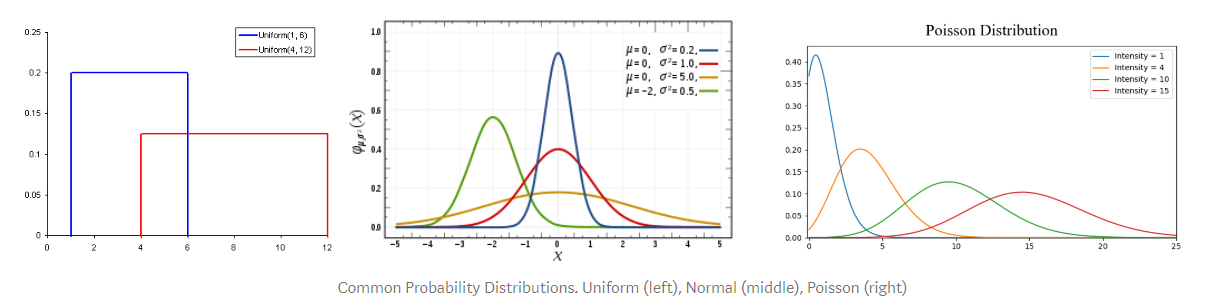 0.25
0.2
0.15
0.1
0.05
0
0 2 4 6 8 10 12
Uniform(1, 6)
Uniform(4, 12)
1.0
0.8
0.6
0.4
0.2
0.0
φμ,σ²(x)
μ= 0, σ²= 0.2,
μ= 0, σ²= 1.0,
μ= 0, σ²= 5.0,
μ= −2, σ²= 0.5,
−5 −4 −3 −2 −1 0 1 2 3 4 5
x
Poisson Distribution
0.40
0.35
0.30
0.25
0.20
0.15
0.10
0.05
0.00
Intensity = 1
Intensity = 4
Intensity = 10
Intensity = 15
0 5 10 15 20 25
Common Probability Distributions. Uniform (left), Normal (middle), Poisson (right)